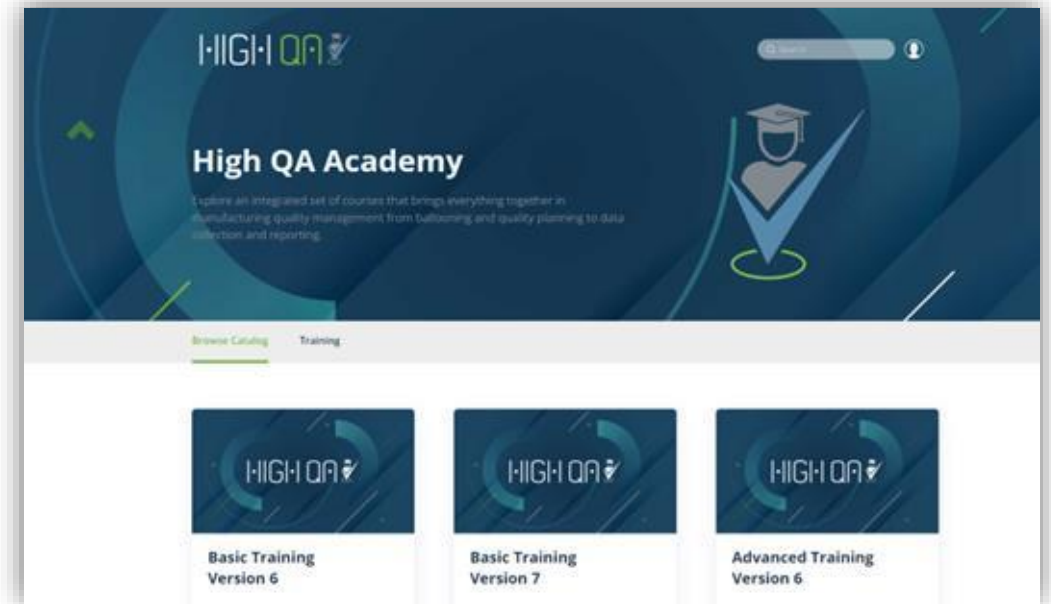 HIGH QA
Search
High QA Academy
Explore an integrated set of courses that brings everything together in
manufacturing quality management from ballooning and quality planning to data
collection and reporting.
Browse Catalog
Training
HIGH QA
HIGH QA
HIGH QA
Basic Training
Version 6
Basic Training
Version 7
Advanced Training
Version 6